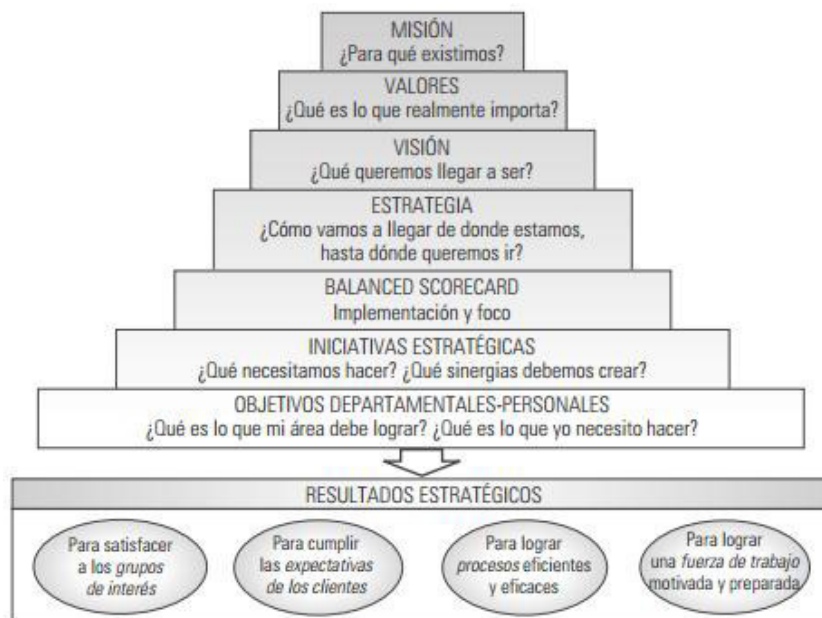 MISIÓN
¿Para qué existimos?
VALORES
¿Qué es lo que realmente importa?
VISIÓN
¿Qué queremos llegar a ser?
ESTRATEGIA
¿Cómo vamos a llegar de donde estamos,
hasta dónde queremos ir?
BALANCED SCORECARD
Implementación y foco
INICIATIVAS ESTRATÉGICAS
¿Qué necesitamos hacer? ¿Qué sinergias debemos crear?
OBJETIVOS DEPARTAMENTALES-PERSONALES
¿Qué es lo que mi área debe lograr? ¿Qué es lo que yo necesito hacer?
RESULTADOS ESTRATÉGICOS
Para satisfacer
a los grupos
de interés
Para cumplir
las expectativas
de los clientes
Para lograr
procesos eficientes
y eficaces
Para lograr
una fuerza de trabajo
motivada y preparada